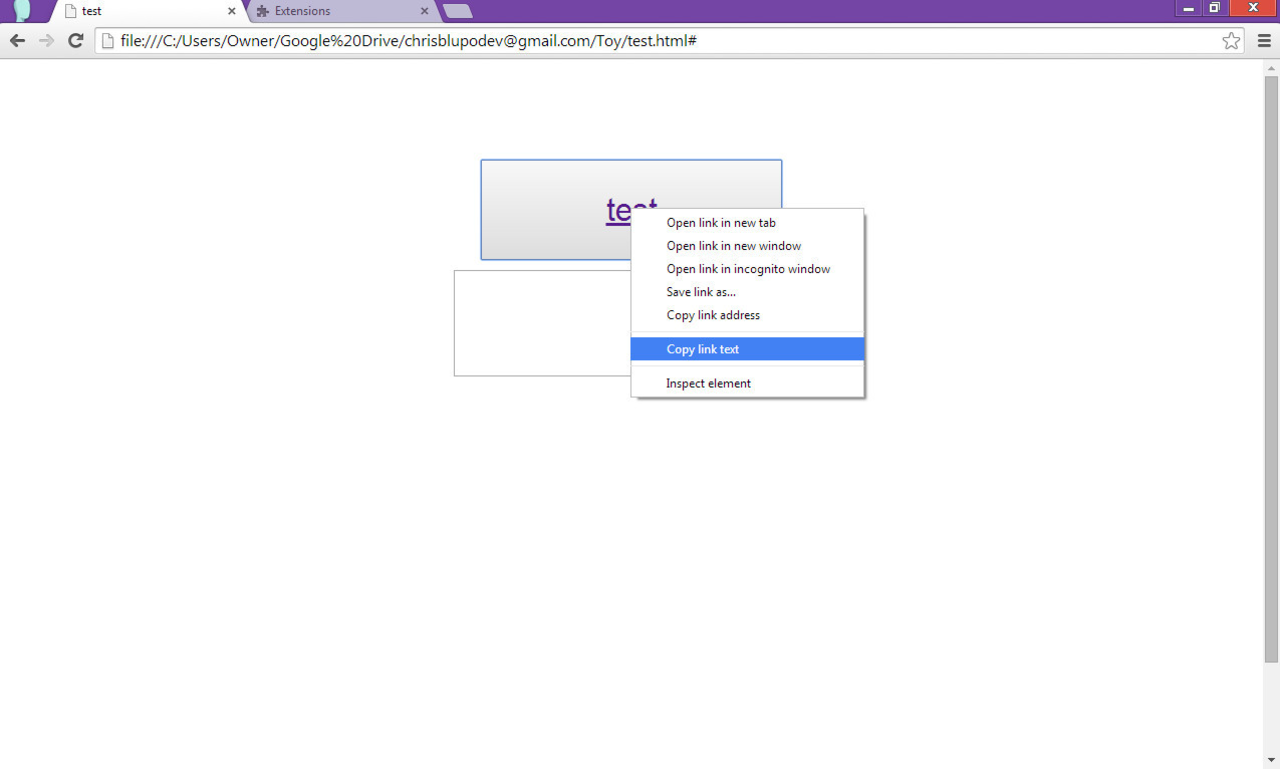 test
Extensions
file:///C:/Users/Owner/Google%20Drive/chrisblupodev@gmail.com/Toy/test.html#
test
Open link in new tab
Open link in new window
Open link in incognito window
Save link as...
Copy link address
Copy link text
Inspect element